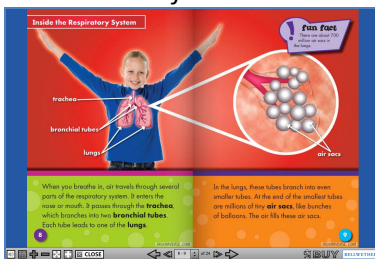 Inside the Respiratory System
fun fact
There are about 700
million air sacs in
the lungs.
trachea
bronchial tubes
lungs
air sacs
When you breathe in, air travels through several
parts of the respiratory system. It enters the
nose or mouth. It passes through the trachea,
which branches into two bronchial tubes.
Each tube leads to one of the lungs.
In the lungs, these tubes branch into even
smaller tubes. At the end of the smallest tubes
are millions of tiny air sacs, like bunches
of balloons. The air fills these air sacs.
8
9
CLOSE
8 - 9
of 24
BUY
BELLWETHER